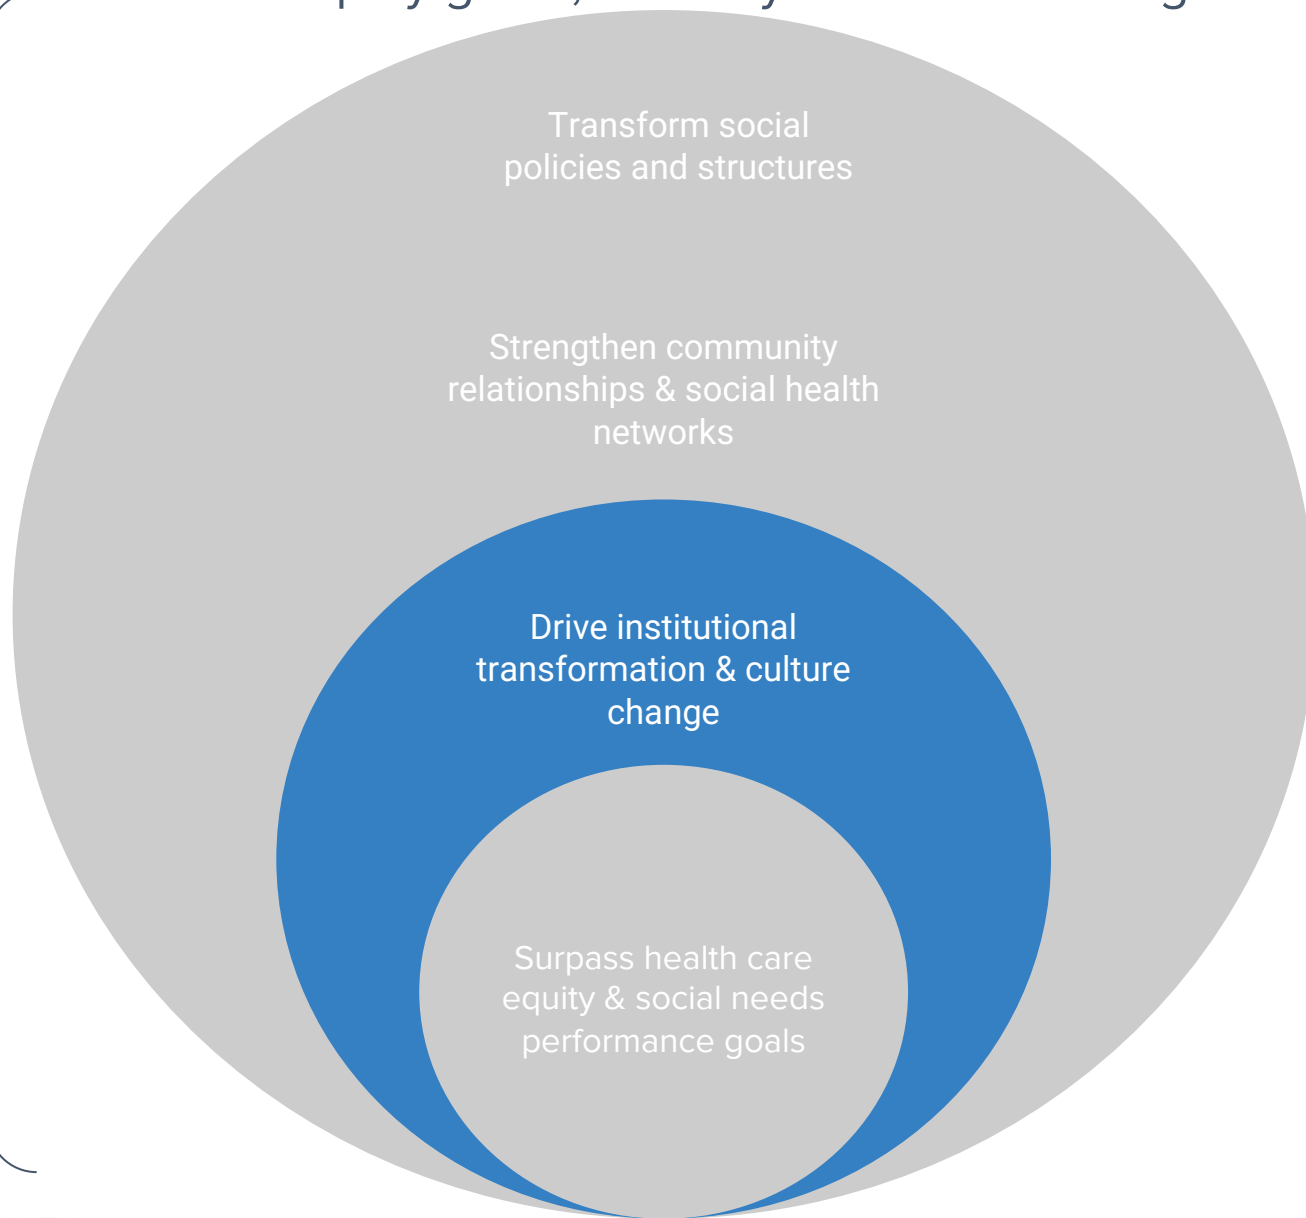 Transform social
policies and structures
Strengthen community
relationships & social health
networks
Drive institutional
transformation & culture
change
Surpass health care
equity & social needs
performance goals